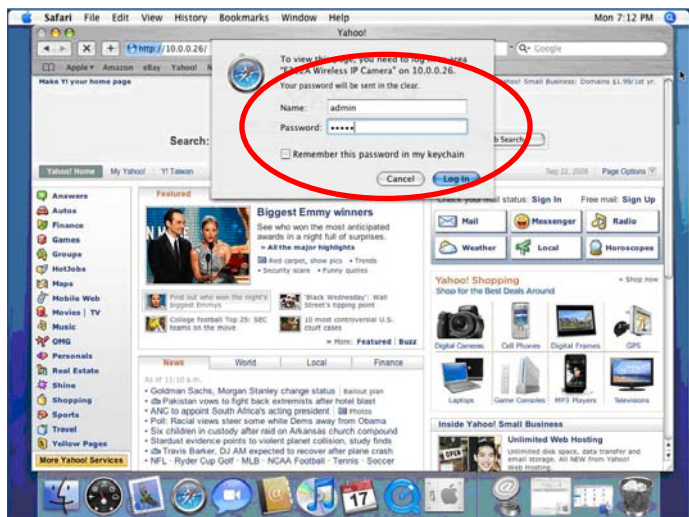 Safari File Edit View History Bookmarks Window Help Mon 7:12 PM
Yahoo!
http://10.0.0.26/
Google
Apple Amazon eBay Yahoo!
Make Y! your home page
Yahoo! Small Business: Domains $1.99/1st yr.
To view this page, you need to log in to area
Wireless IP Camera" on 10.0.0.26.
Your password will be sent in the clear.
Name: admin
Password: •••••
Remember this password in my keychain
Cancel Log In
Search:
b Search
Yahoo! Home My Yahoo! Y! Taiwan Sep 22, 2008 Page Options
Answers
Autos
Finance
Games
Groups
HotJobs
Maps
Mobile Web
Movies | TV
Music
OMG
Personals
Real Estate
Shine
Shopping
Sports
Travel
Yellow Pages
More Yahoo! Services
Featured
Biggest Emmy winners
See who won the most anticipated
awards in a night full of surprises.
» All the major highlights
Red carpet, show pics • Trends
• Security scare • Funny quotes
Find out who won the night's
biggest Emmys
'Black Wednesday': Wall
Street's tipping point
College football Top 25: SEC
teams on the move
10 most controversial U.S.
court cases
» More: Featured | Buzz
News World Local Finance
As of 11:10 a.m.
• Goldman Sachs, Morgan Stanley change status | Bailout plan
• Pakistan vows to fight back extremists after hotel blast
• ANC to appoint South Africa's acting president | Photos
• Poll: Racial views steer some white Dems away from Obama
• Six children in custody after raid on Arkansas church compound
• Stardust evidence points to violent planet collision, study finds
• Travis Barker, DJ AM expected to recover after plane crash
• NFL · Ryder Cup Golf · MLB · NCAA Football · Tennis · Soccer
Check your mail status: Sign In Free mail: Sign Up
Mail Messenger Radio
Weather Local Horoscopes
Yahoo! Shopping » Shop now
Shop for the Best Deals Around
Digital Cameras Cell Phones Digital Frames GPS
Laptops Game Consoles MP3 Players Televisions
Inside Yahoo! Small Business
Unlimited Web Hosting
Unlimited disk space, data transfer and
email storage. All NEW from Yahoo!
Web Hosting.
OPEN
17